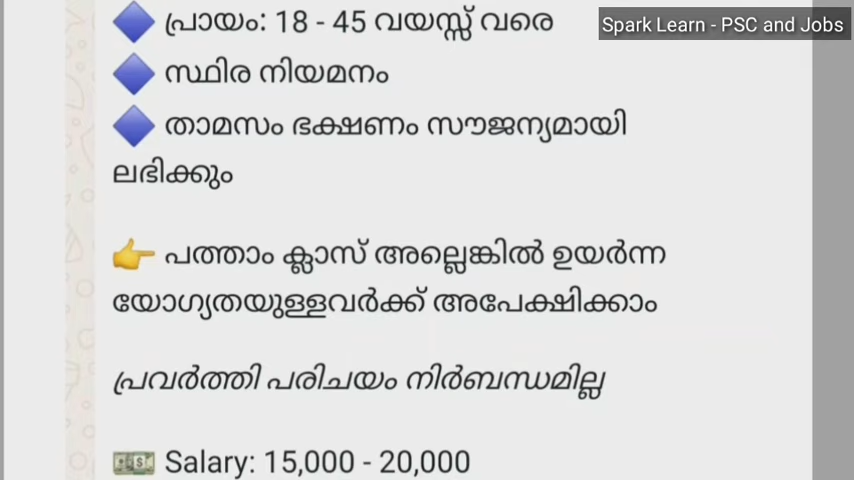 Spark Learn - PSC and Jobs
🔷 പ്രായം: 18 - 45 വയസ്സ് വരെ
🔷 സ്ഥിര നിയമനം
🔷 താമസം ഭക്ഷണം സൗജന്യമായി
ലഭിക്കും
👉 പത്താം ക്ലാസ് അല്ലെങ്കിൽ ഉയർന്ന
യോഗ്യതയുള്ളവർക്ക് അപേക്ഷിക്കാം
പ്രവർത്തി പരിചയം നിർബന്ധമില്ല
💵 Salary: 15,000 - 20,000